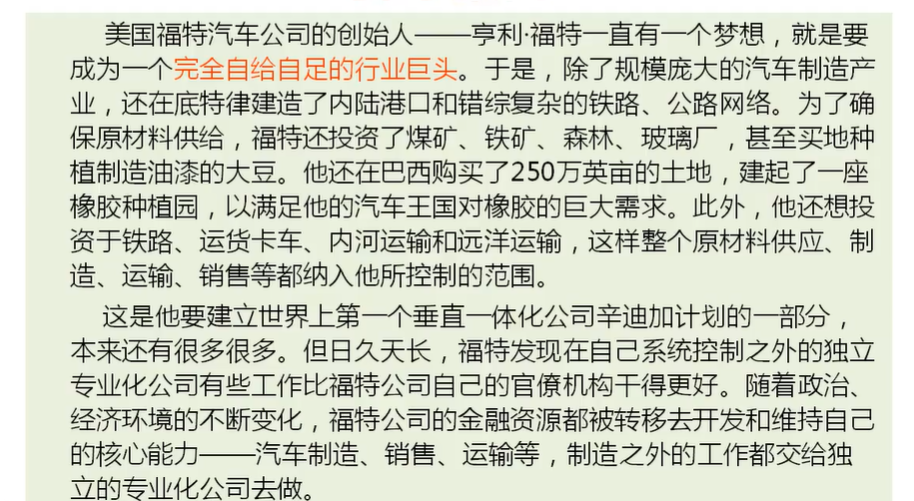 美国福特汽车公司的创始人——亨利·福特一直有一个梦想，就是要
成为一个完全自给自足的行业巨头。于是，除了规模庞大的汽车制造产
业，还在底特律建造了内陆港口和错综复杂的铁路、公路网络。为了确
保原材料供给，福特还投资了煤矿、铁矿、森林、玻璃厂，甚至买地种
植制造油漆的大豆。他还在巴西购买了250万英亩的土地，建起了一座
橡胶种植园，以满足他的汽车王国对橡胶的巨大需求。此外，他还想投
资于铁路、运货卡车、内河运输和远洋运输，这样整个原材料供应、制
造、运输、销售等都纳入他所控制的范围。
这是他要建立世界上第一个垂直一体化公司辛迪加计划的一部分，
本来还有很多很多。但日久天长，福特发现在自己系统控制之外的独立
专业化公司有些工作比福特公司自己的官僚机构干得更好。随着政治、
经济环境的不断变化，福特公司的金融资源都被转移去开发和维持自己
的核心能力——汽车制造、销售、运输等，制造之外的工作都交给独
立的专业化公司去做。